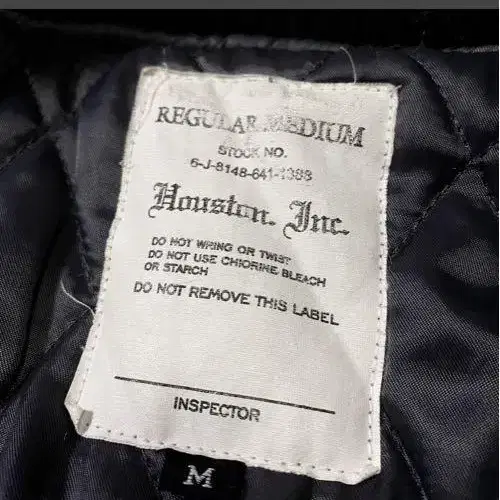 REGULAR MEDIUM
STOCK NO.
6-J-8148-641-1388
Houston. Inc.
DO NOT WRING OR TWIST
DO NOT USE CHIORINE BLEACH
OR STARCH
DO NOT REMOVE THIS LABEL
INSPECTOR
M